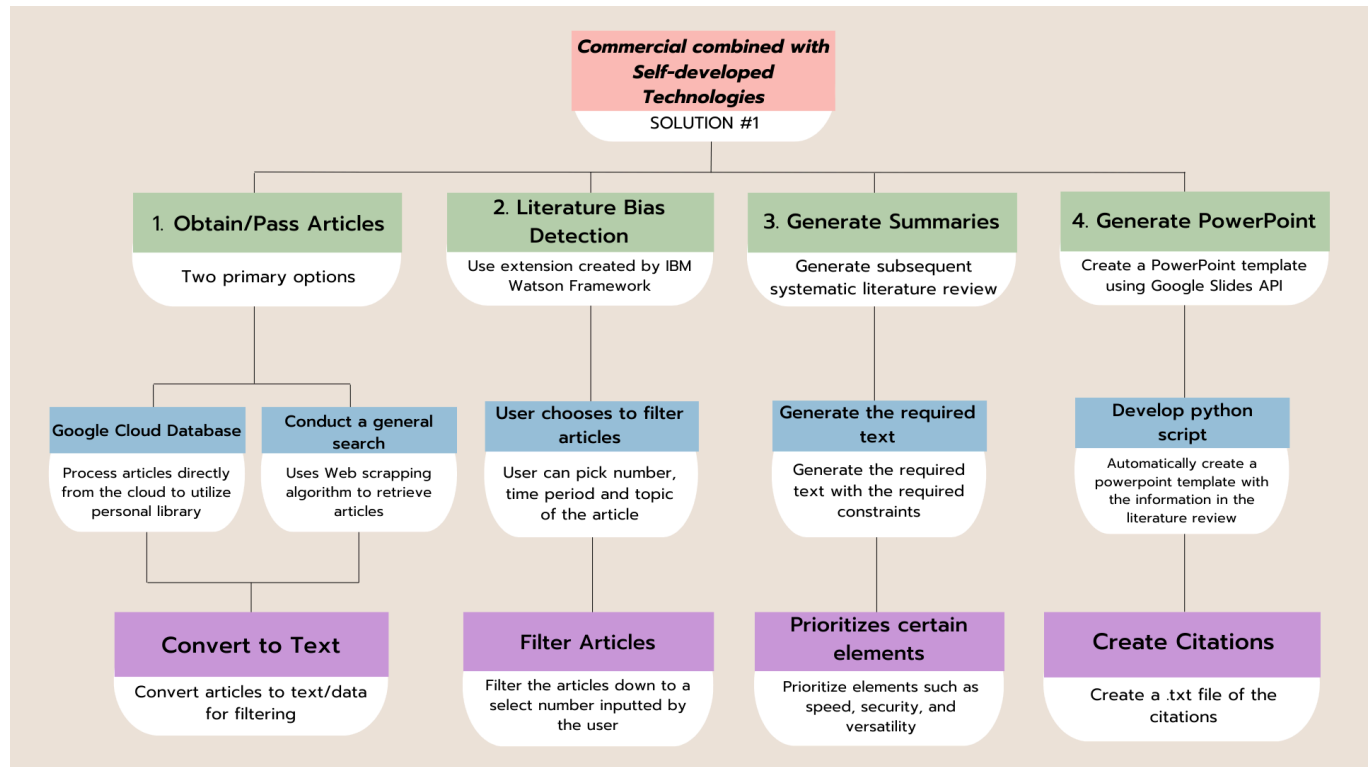 Commercial combined with
Self-developed
Technologies
SOLUTION #1
1. Obtain/Pass Articles
Two primary options
2. Literature Bias
Detection
Use extension created by IBM
Watson Framework
3. Generate Summaries
Generate subsequent
systematic literature review
4. Generate PowerPoint
Create a PowerPoint template
using Google Slides API
Google Cloud Database
Process articles directly
from the cloud to utilize
personal library
Conduct a general
search
Uses Web scrapping
algorithm to retrieve
articles
User chooses to filter
articles
User can pick number,
time period and topic
of the article
Generate the required
text
Generate the required
text with the required
constraints
Develop python
script
Automatically create a
powerpoint template with
the information in the
literature review
Convert to Text
Convert articles to text/data
for filtering
Filter Articles
Filter the articles down to a
select number inputted by
the user
Prioritizes certain
elements
Prioritize elements such as
speed, security, and
versatility
Create Citations
Create a .txt file of the
citations